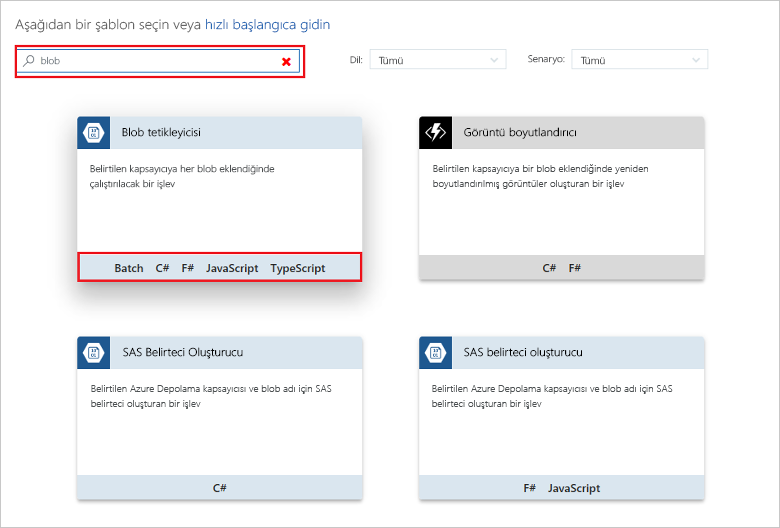 Aşağıdan bir şablon seçin veya hızlı başlangıca gidin
blob
Dil: Tümü
Senaryo: Tümü
Blob tetikleyicisi
Belirtilen kapsayıcıya her blob eklendiğinde
çalıştırılacak bir işlev
Batch C# F# JavaScript TypeScript
Görüntü boyutlandırıcı
Belirtilen kapsayıcıya bir blob eklendiğinde yeniden
boyutlandırılmış görüntüler oluşturan bir işlev
C# F#
SAS Belirteci Oluşturucu
Belirtilen Azure Depolama kapsayıcısı ve blob adı için SAS
belirteci oluşturan bir işlev
C#
SAS belirteci oluşturucu
Belirtilen Azure Depolama kapsayıcısı ve blob adı için SAS
belirteci oluşturan bir işlev
F# JavaScript